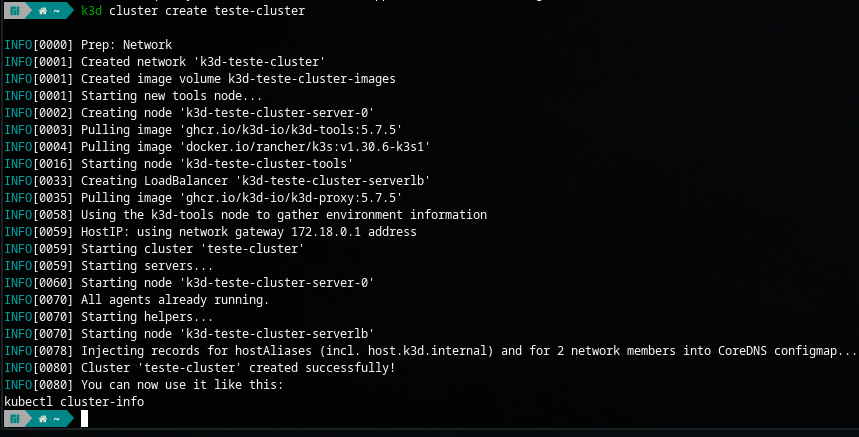 ~ k3d cluster create teste-cluster
INFO[0000] Prep: Network
INFO[0001] Created network 'k3d-teste-cluster'
INFO[0001] Created image volume k3d-teste-cluster-images
INFO[0001] Starting new tools node...
INFO[0002] Creating node 'k3d-teste-cluster-server-0'
INFO[0003] Pulling image 'ghcr.io/k3d-io/k3d-tools:5.7.5'
INFO[0004] Pulling image 'docker.io/rancher/k3s:v1.30.6-k3s1'
INFO[0016] Starting node 'k3d-teste-cluster-tools'
INFO[0033] Creating LoadBalancer 'k3d-teste-cluster-serverlb'
INFO[0035] Pulling image 'ghcr.io/k3d-io/k3d-proxy:5.7.5'
INFO[0058] Using the k3d-tools node to gather environment information
INFO[0059] HostIP: using network gateway 172.18.0.1 address
INFO[0059] Starting cluster 'teste-cluster'
INFO[0059] Starting servers...
INFO[0060] Starting node 'k3d-teste-cluster-server-0'
INFO[0070] All agents already running.
INFO[0070] Starting helpers...
INFO[0070] Starting node 'k3d-teste-cluster-serverlb'
INFO[0078] Injecting records for hostAliases (incl. host.k3d.internal) and for 2 network members into CoreDNS configmap...
INFO[0080] Cluster 'teste-cluster' created successfully!
INFO[0080] You can now use it like this:
kubectl cluster-info
~